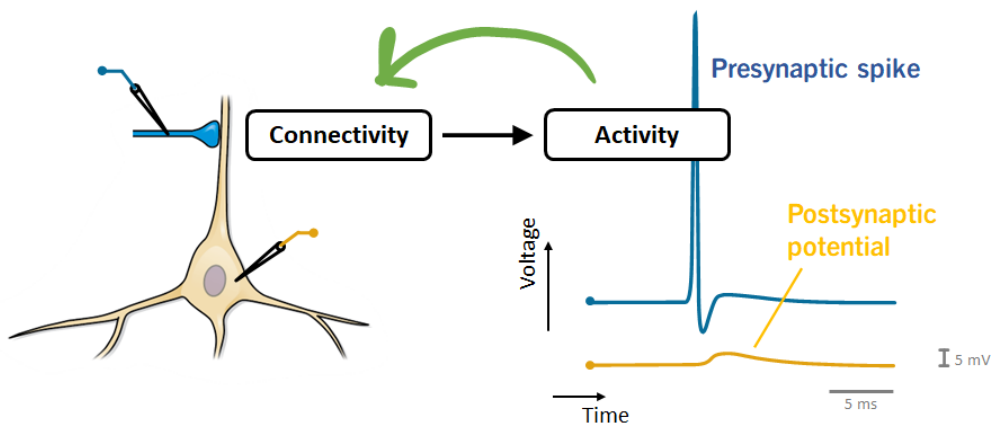 Presynaptic spike
Connectivity
Activity
Postsynaptic
potential
Voltage
5 mV
5 ms
Time